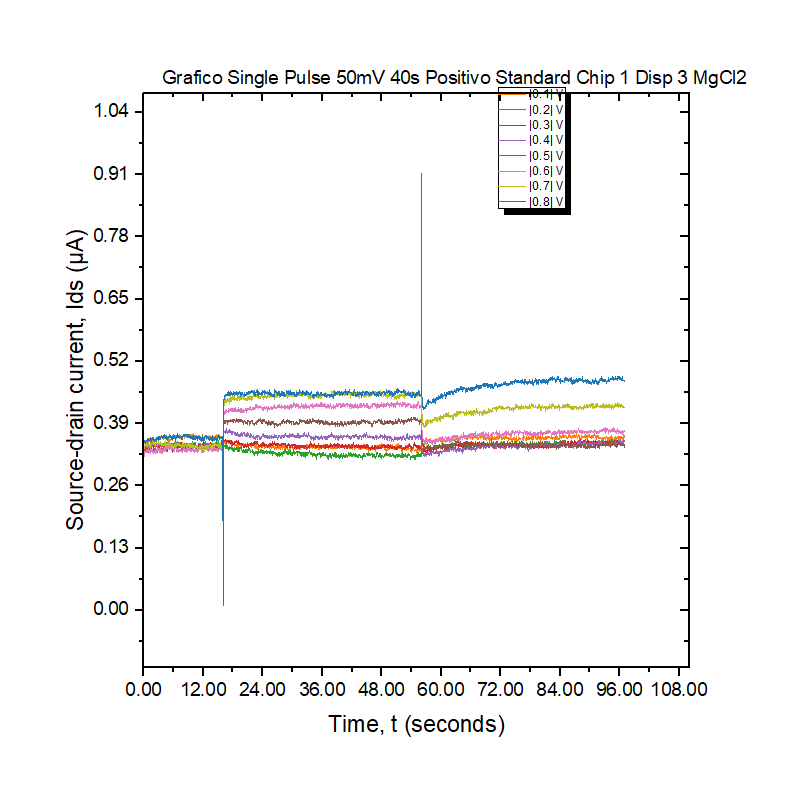 Grafico Single Pulse 50mV 40s Positivo Standard Chip 1 Disp 3 MgCl2
|0.1| V
|0.2| V
|0.3| V
|0.4| V
|0.5| V
|0.6| V
|0.7| V
|0.8| V
1.04
0.91
0.78
0.65
0.52
0.39
0.26
0.13
0.00
Source-drain current, Ids (μA)
0.00 12.00 24.00 36.00 48.00 60.00 72.00 84.00 96.00 108.00
Time, t (seconds)